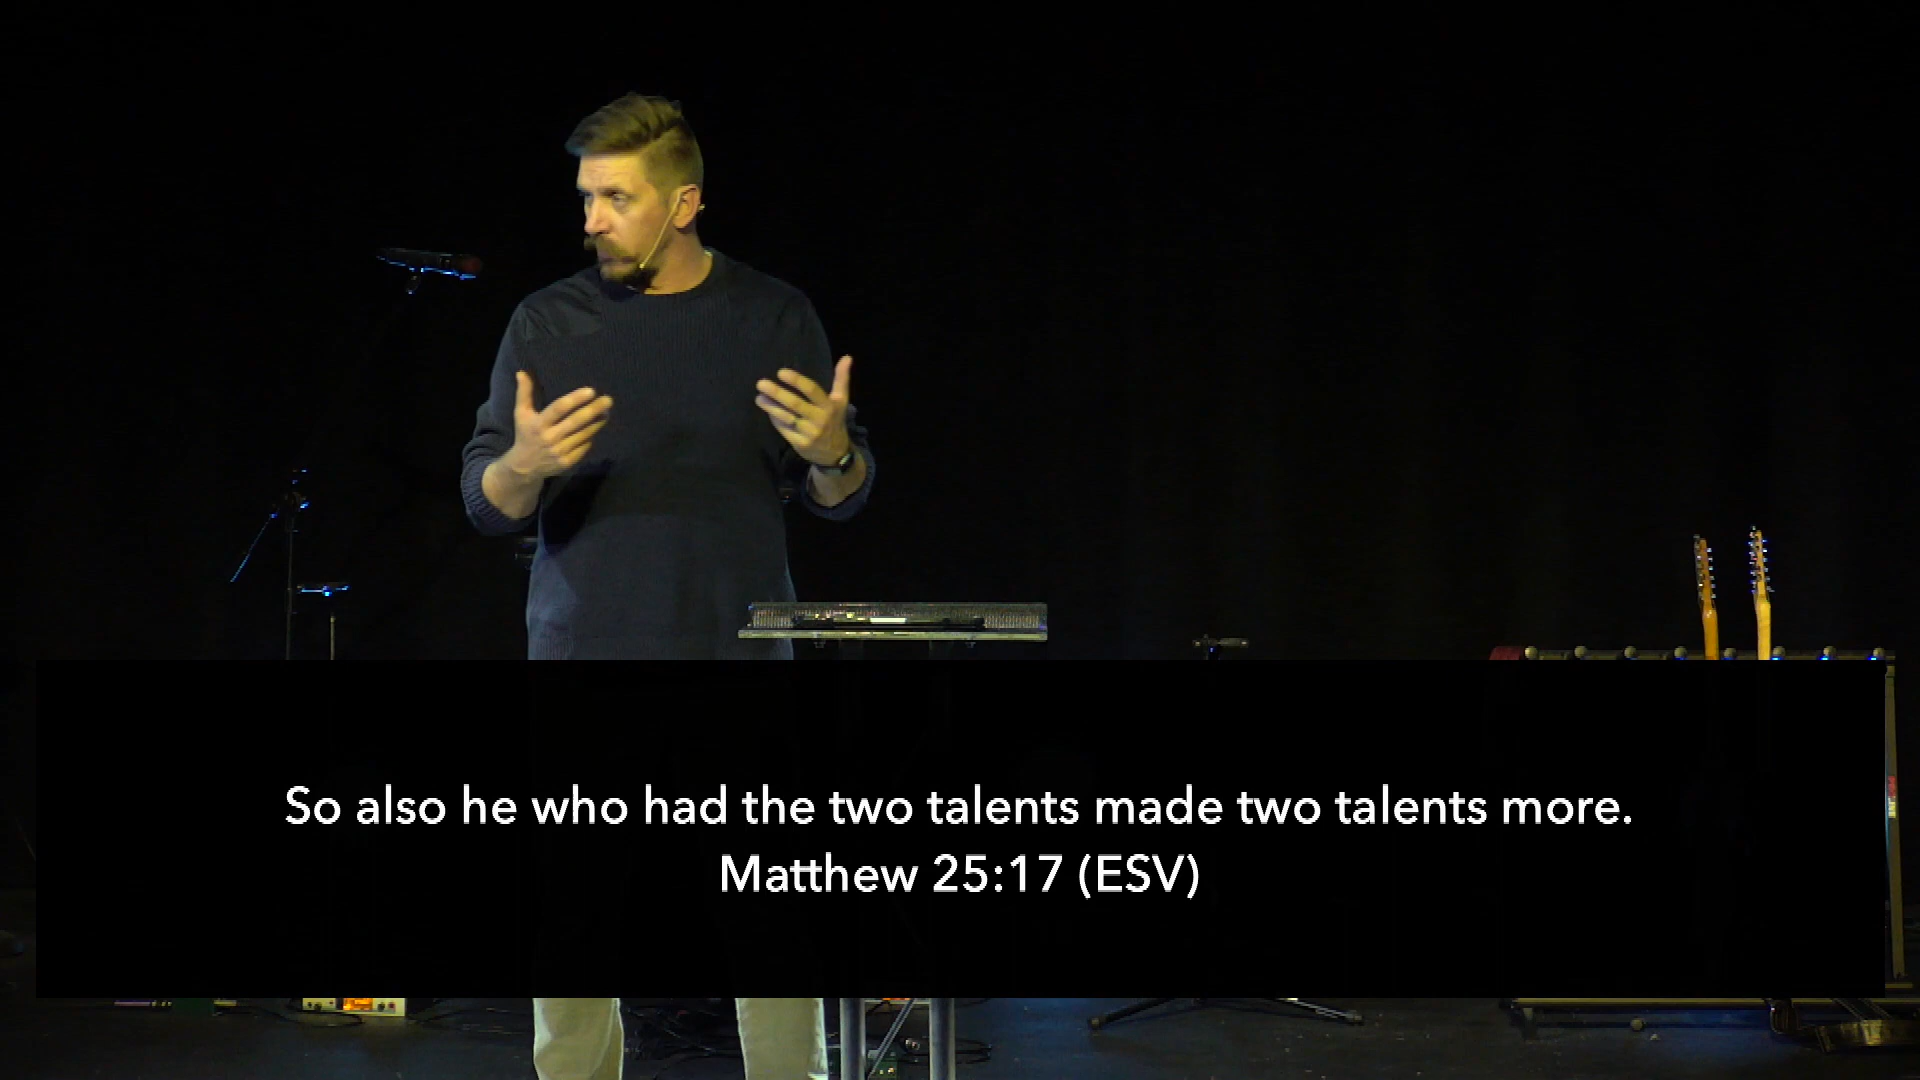 So also he who had the two talents made two talents more.
Matthew 25:17 (ESV)